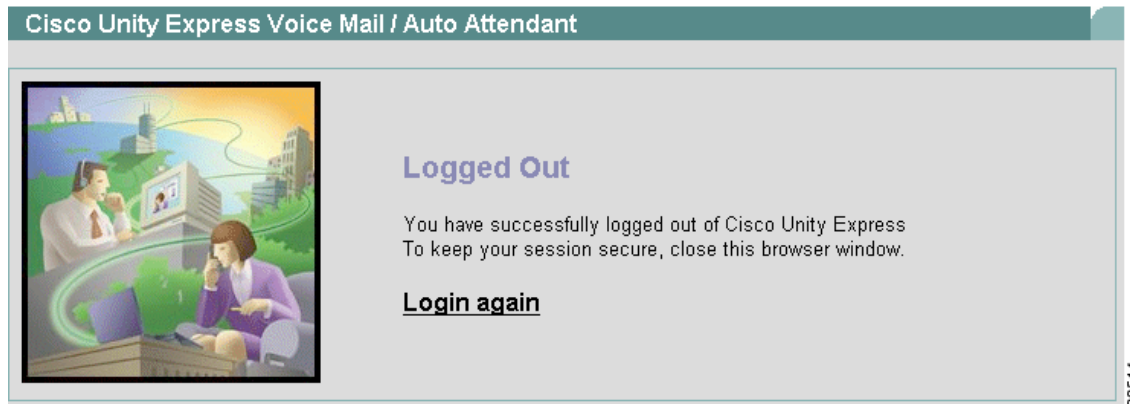 Cisco Unity Express Voice Mail / Auto Attendant
Logged Out
You have successfully logged out of Cisco Unity Express
To keep your session secure, close this browser window.
Login again